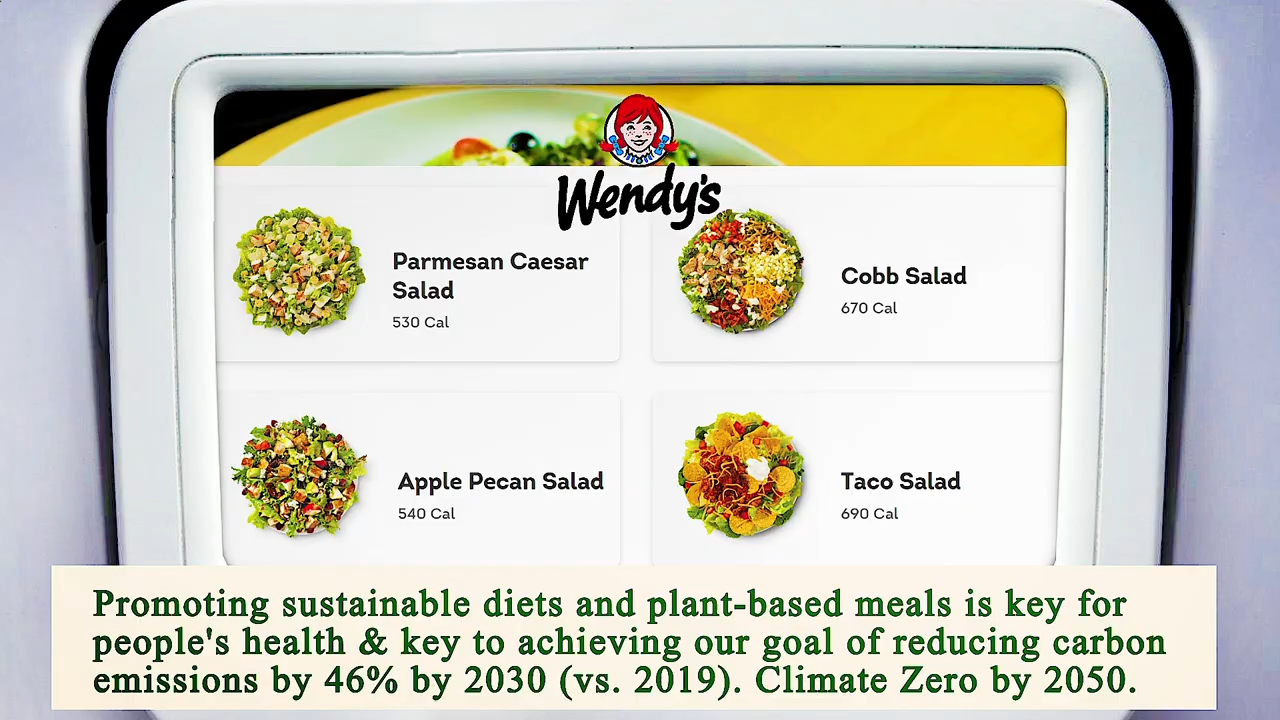 Wendy's
Parmesan Caesar
Salad
530 Cal
Cobb Salad
670 Cal
Apple Pecan Salad
540 Cal
Taco Salad
690 Cal
Promoting sustainable diets and plant-based meals is key for
people's health & key to achieving our goal of reducing carbon
emissions by 46% by 2030 (vs. 2019). Climate Zero by 2050.